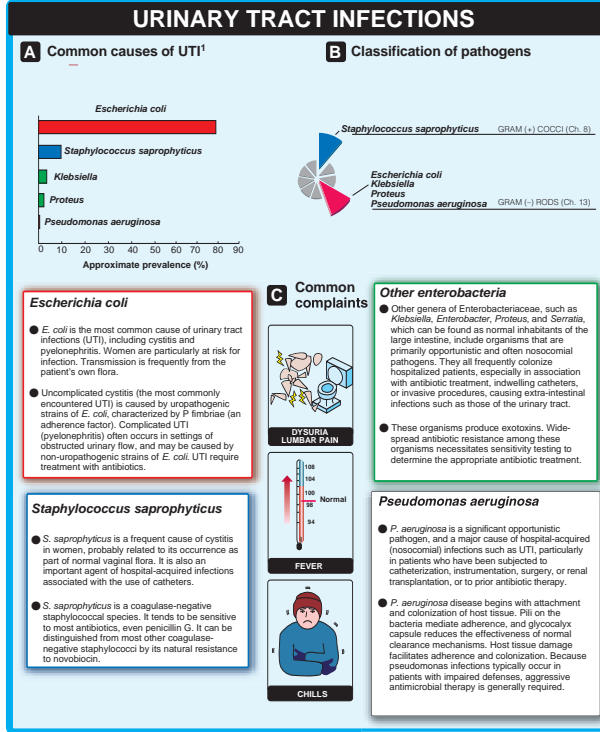 URINARY TRACT INFECTIONS
A Common causes of UTI¹
Escherichia coli
Staphylococcus saprophyticus
Klebsiella
Proteus
Pseudomonas aeruginosa
0 10 20 30 40 50 60 70 80 90
Approximate prevalence (%)
B Classification of pathogens
Staphylococcus saprophyticus GRAM (+) COCCI (Ch. 8)
Escherichia coli
Klebsiella
Proteus
Pseudomonas aeruginosa GRAM (–) RODS (Ch. 13)
Escherichia coli
● E. coli is the most common cause of urinary tract
infections (UTI), including cystitis and
pyelonephritis. Women are particularly at risk for
infection. Transmission is frequently from the
patient's own flora.
● Uncomplicated cystitis (the most commonly
encountered UTI) is caused by uropathogenic
strains of E. coli, characterized by P fimbriae (an
adherence factor). Complicated UTI
(pyelonephritis) often occurs in settings of
obstructed urinary flow, and may be caused by
non-uropathogenic strains of E. coli. UTI require
treatment with antibiotics.
Staphylococcus saprophyticus
● S. saprophyticus is a frequent cause of cystitis
in women, probably related to its occurrence as
part of normal vaginal flora. It is also an
important agent of hospital-acquired infections
associated with the use of catheters.
● S. saprophyticus is a coagulase-negative
staphylococcal species. It tends to be sensitive
to most antibiotics, even penicillin G. It can be
distinguished from most other coagulase-
negative staphylococci by its natural resistance
to novobiocin.
C Common
complaints
DYSURIA
LUMBAR PAIN
108
104
100
Normal
98
94
FEVER
CHILLS
Other enterobacteria
● Other genera of Enterobacteriaceae, such as
Klebsiella, Enterobacter, Proteus, and Serratia,
which can be found as normal inhabitants of the
large intestine, include organisms that are
primarily opportunistic and often nosocomial
pathogens. They all frequently colonize
hospitalized patients, especially in association
with antibiotic treatment, indwelling catheters,
or invasive procedures, causing extra-intestinal
infections such as those of the urinary tract.
● These organisms produce exotoxins. Wide-
spread antibiotic resistance among these
organisms necessitates sensitivity testing to
determine the appropriate antibiotic treatment.
Pseudomonas aeruginosa
● P. aeruginosa is a significant opportunistic
pathogen, and a major cause of hospital-acquired
(nosocomial) infections such as UTI, particularly
in patients who have been subjected to
catheterization, instrumentation, surgery, or renal
transplantation, or to prior antibiotic therapy.
● P. aeruginosa disease begins with attachment
and colonization of host tissue. Pili on the
bacteria mediate adherence, and glycocalyx
capsule reduces the effectiveness of normal
clearance mechanisms. Host tissue damage
facilitates adherence and colonization. Because
pseudomonas infections typically occur in
patients with impaired defenses, aggressive
antimicrobial therapy is generally required.